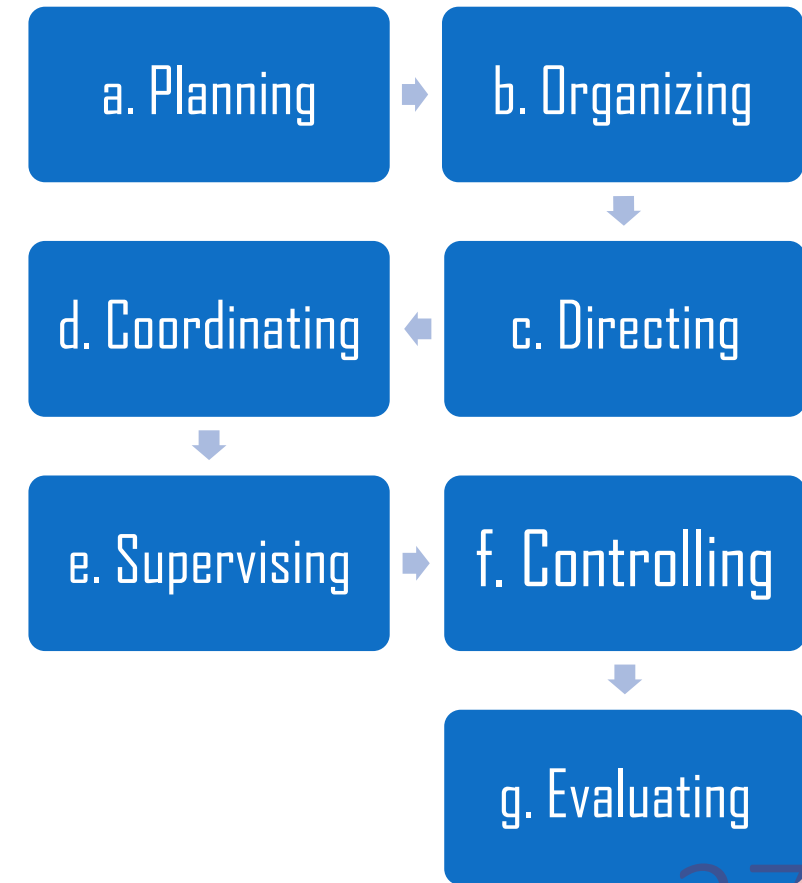 a. Planning
b. Organizing
c. Directing
d. Coordinating
e. Supervising
f. Controlling
g. Evaluating